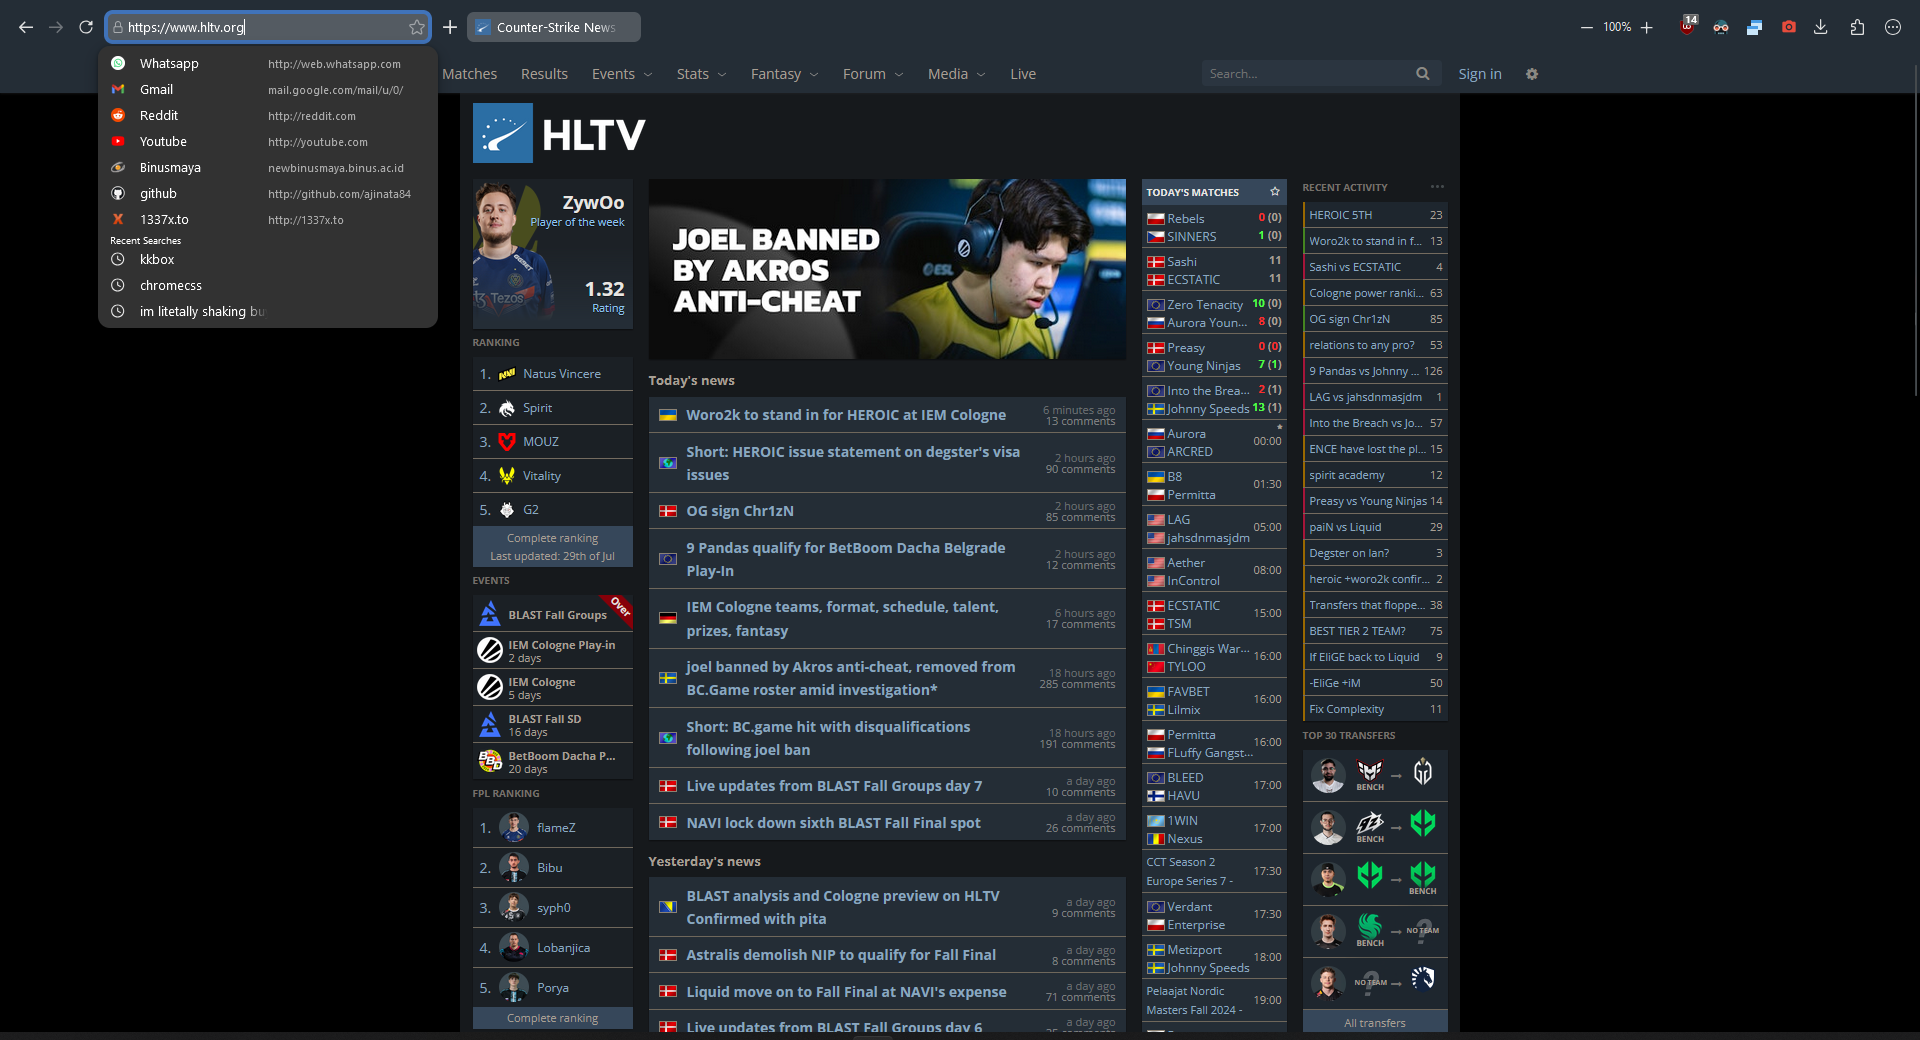 https://www.hltv.org
Counter-Strike News
100%
14
Whatsapp http://web.whatsapp.com
Gmail mail.google.com/mail/u/0/
Reddit http://reddit.com
Youtube http://youtube.com
Binusmaya newbinusmaya.binus.ac.id
github http://github.com/ajinata84
1337x.to http://1337x.to
Recent Searches
kkbox
chromecss
im litetally shaking bu
Matches Results Events Stats Fantasy Forum Media Live
Search...
Sign in
HLTV
ZywOo
Player of the week
1.32
Rating
RANKING
1. Natus Vincere
2. Spirit
3. MOUZ
4. Vitality
5. G2
Complete ranking
Last updated: 29th of Jul
EVENTS
BLAST Fall Groups
Over
IEM Cologne Play-in
2 days
IEM Cologne
5 days
BLAST Fall SD
16 days
BetBoom Dacha P...
20 days
FPL RANKING
1. flameZ
2. Bibu
3. syph0
4. Lobanjica
5. Porya
Complete ranking
JOEL BANNED
BY AKROS
ANTI-CHEAT
Today's news
Woro2k to stand in for HEROIC at IEM Cologne
6 minutes ago
13 comments
Short: HEROIC issue statement on degster's visa
issues
2 hours ago
90 comments
OG sign Chr1zN
2 hours ago
85 comments
9 Pandas qualify for BetBoom Dacha Belgrade
Play-In
2 hours ago
12 comments
IEM Cologne teams, format, schedule, talent,
prizes, fantasy
6 hours ago
17 comments
joel banned by Akros anti-cheat, removed from
BC.Game roster amid investigation*
18 hours ago
285 comments
Short: BC.game hit with disqualifications
following joel ban
18 hours ago
191 comments
Live updates from BLAST Fall Groups day 7
a day ago
10 comments
NAVI lock down sixth BLAST Fall Final spot
a day ago
26 comments
Yesterday's news
BLAST analysis and Cologne preview on HLTV
Confirmed with pita
a day ago
9 comments
Astralis demolish NIP to qualify for Fall Final
a day ago
8 comments
Liquid move on to Fall Final at NAVI's expense
a day ago
71 comments
Live updates from BLAST Fall Groups day 6
a day ago
TODAY'S MATCHES
Rebels 0 (0)
SINNERS 1 (0)
Sashi 11
ECSTATIC 11
Zero Tenacity 10 (0)
Aurora Youn... 8 (0)
Preasy 0 (0)
Young Ninjas 7 (1)
Into the Brea... 2 (1)
Johnny Speeds 13 (1)
Aurora
ARCRED
00:00
B8
Permitta
01:30
LAG
jahsdnmasjdm
05:00
Aether
InControl
08:00
ECSTATIC
TSM
15:00
Chinggis War...
TYLOO
16:00
FAVBET
Lilmix
16:00
Permitta
FLuffy Gangst...
16:00
BLEED
HAVU
17:00
1WIN
Nexus
17:00
CCT Season 2
Europe Series 7 -
17:30
Verdant
Enterprise
17:30
Metizport
Johnny Speeds
18:00
Pelaajat Nordic
Masters Fall 2024 -
19:00
RECENT ACTIVITY
HEROIC 5TH 23
Woro2k to stand in f... 13
Sashi vs ECSTATIC 4
Cologne power ranki... 63
OG sign Chr1zN 85
relations to any pro? 53
9 Pandas vs Johnny ... 126
LAG vs jahsdnmasjdm 1
Into the Breach vs Jo... 57
ENCE have lost the pl... 15
spirit academy 12
Preasy vs Young Ninjas 14
paiN vs Liquid 29
Degster on lan? 3
heroic +woro2k confir... 2
Transfers that floppe... 38
BEST TIER 2 TEAM? 75
If EliGE back to Liquid 9
-EliGe +iM 50
Fix Complexity 11
TOP 30 TRANSFERS
BENCH
BENCH
BENCH
BENCH
NO TEAM
NO TEAM
All transfers